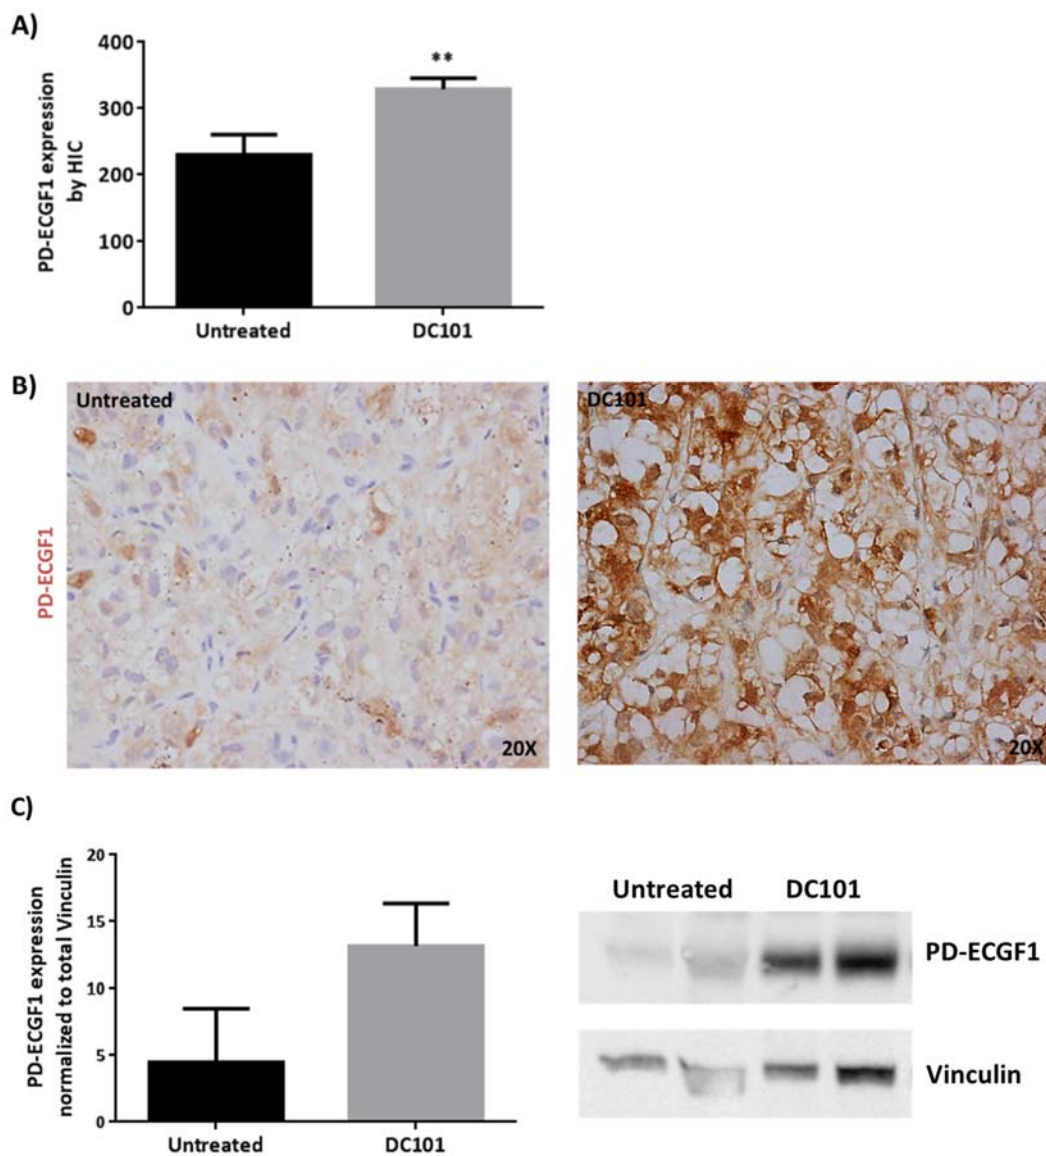 A)
400
300
200
100
0
PD-ECGF1 expression
by HIC
**
Untreated
DC101
B)
PD-ECGF1
Untreated
20X
DC101
20X
C)
20
15
10
5
0
PD-ECGF1 expression
normalized to total Vinculin
Untreated
DC101
Untreated DC101
PD-ECGF1
Vinculin